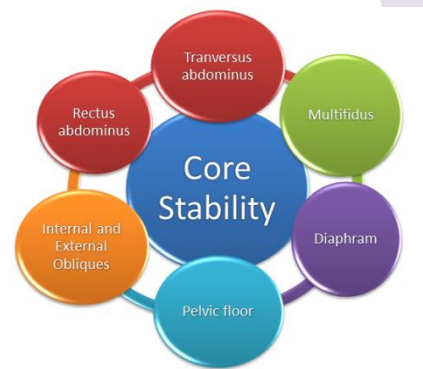 Tranversus
abdominus
Multifidus
Diaphram
Pelvic floor
Internal and
External
Obliques
Rectus
abdominus
Core
Stability